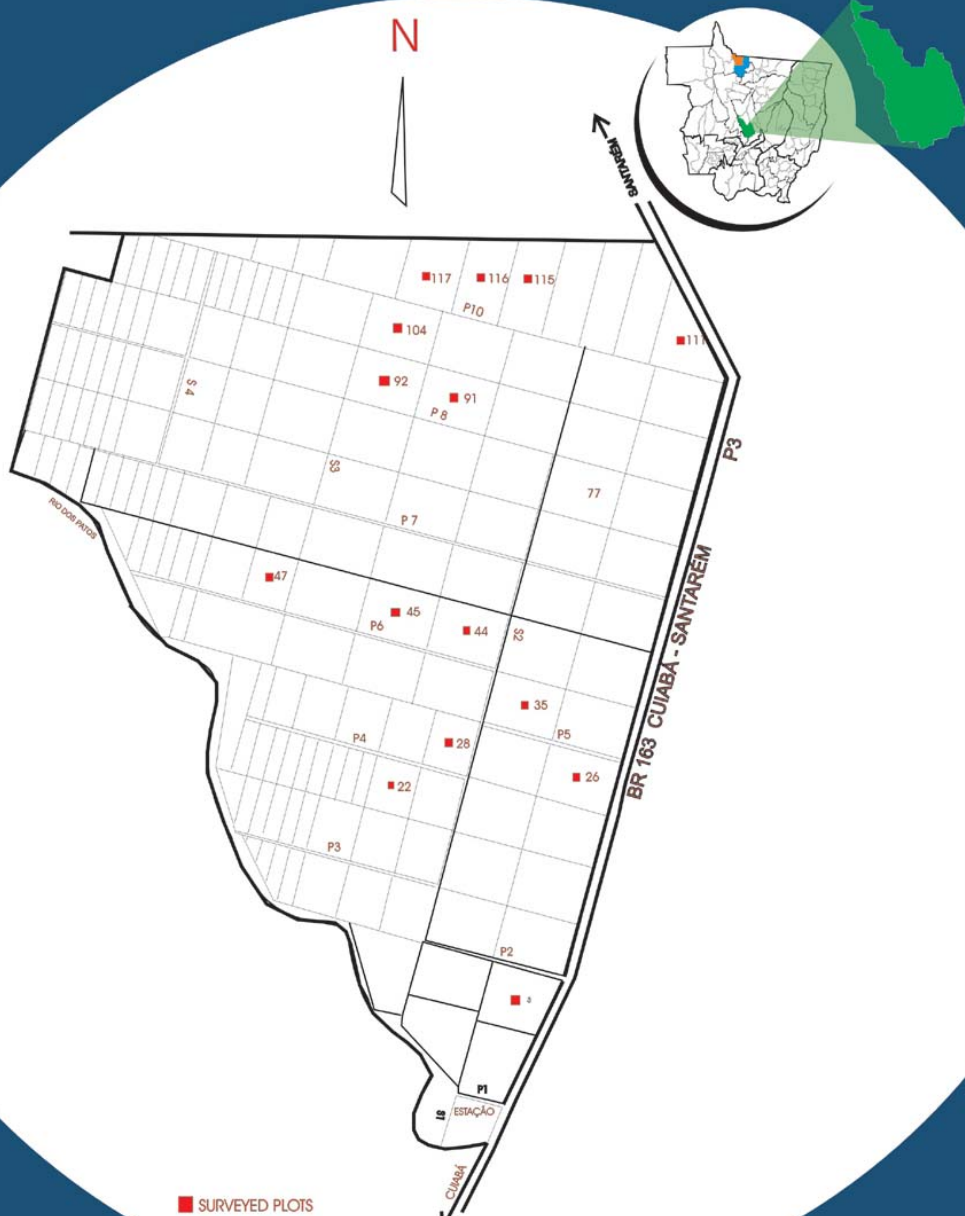 N
SANTARÉM
117
116
115
P10
111
104
92
91
P 8
S 4
P3
S3
77
P 7
RIO DOS PATOS
47
45
P6
44
S2
BR 163 CUIABÁ - SANTARÉM
35
P5
P4
28
26
22
P3
P2
3
P1
S1
ESTAÇÃO
CUIABÁ
SURVEYED PLOTS